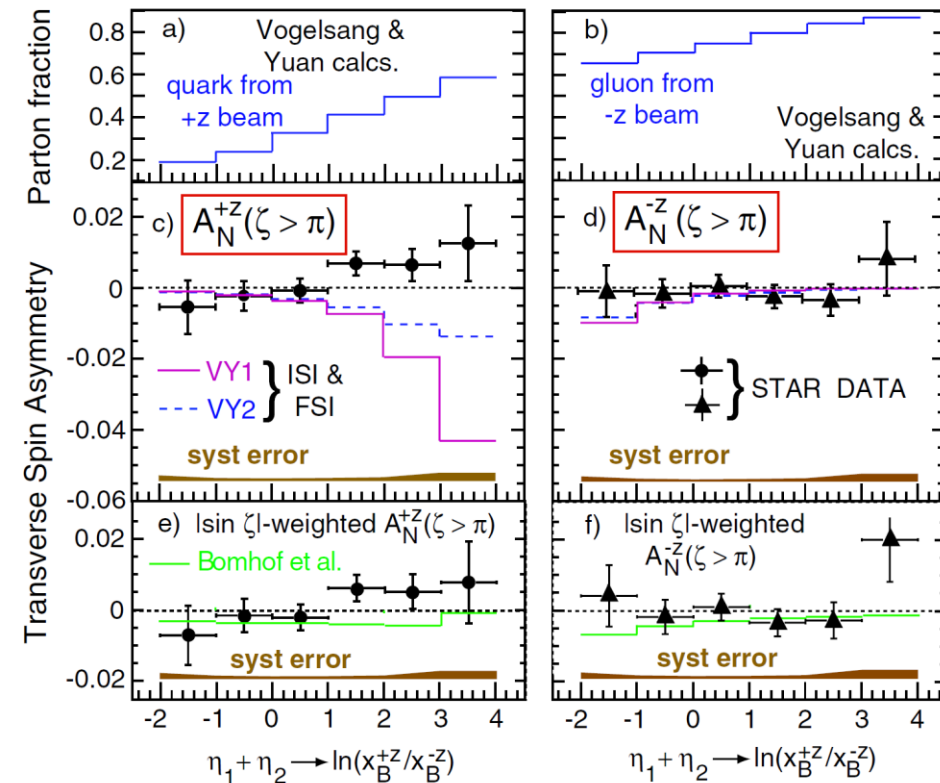 Parton fraction
0.8
0.6
0.4
0.2
a)
Vogelsang &
Yuan calcs.
quark from
+z beam
b)
gluon from
-z beam
Vogelsang &
Yuan calcs.
Transverse Spin Asymmetry
0.02
0
-0.02
-0.04
-0.06
c)
A_N^{+z}(ζ > π)
VY1
VY2
} ISI &
FSI
syst error
d)
A_N^{-z}(ζ > π)
} STAR DATA
syst error
0.02
0
-0.02
e) |sin ζ|-weighted A_N^{+z}(ζ > π)
Bomhof et al.
syst error
f) |sin ζ|-weighted
A_N^{-z}(ζ > π)
syst error
-2 -1 0 1 2 3 4
η₁ + η₂ → ln(x_B^{+z}/x_B^{-z})
-2 -1 0 1 2 3 4
η₁ + η₂ → ln(x_B^{+z}/x_B^{-z})